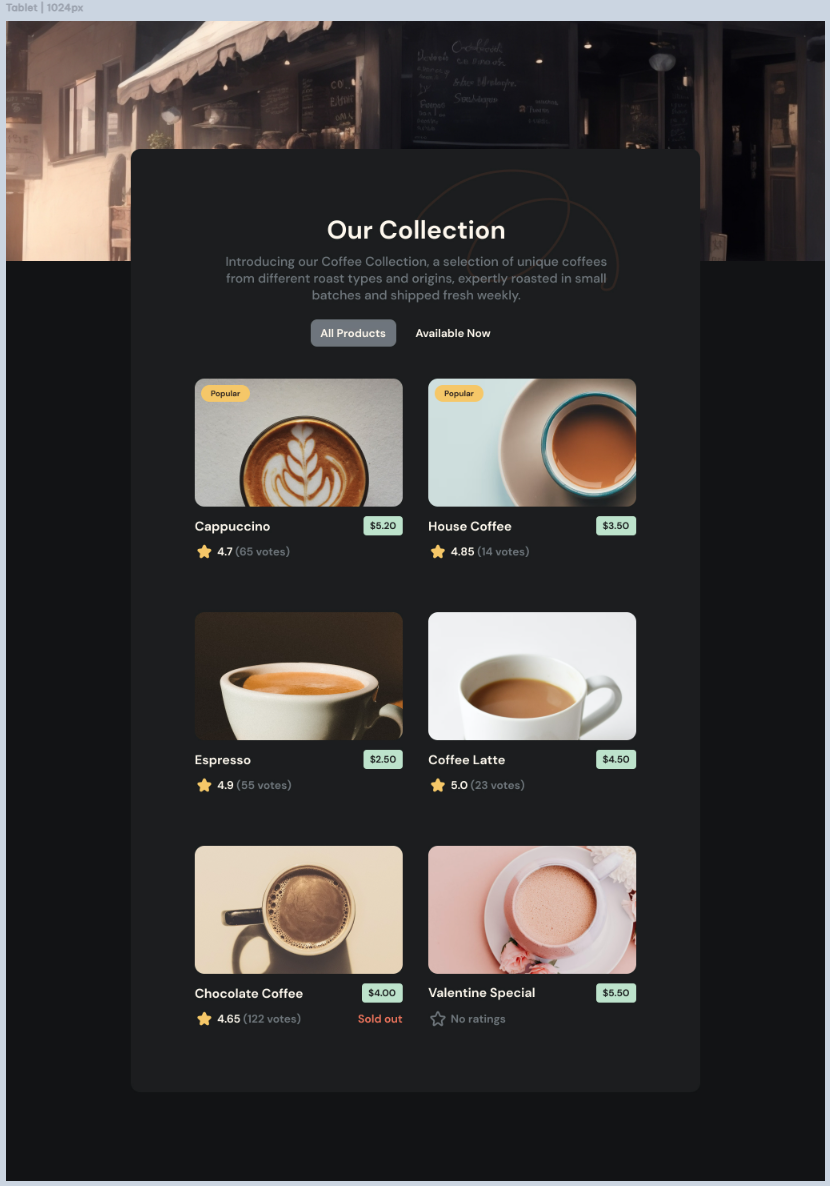 Tablet | 1024px
Our Collection
Introducing our Coffee Collection, a selection of unique coffees
from different roast types and origins, expertly roasted in small
batches and shipped fresh weekly.
All Products
Available Now
Popular
Popular
Cappuccino
$5.20
House Coffee
$3.50
4.7 (65 votes)
4.85 (14 votes)
Espresso
$2.50
Coffee Latte
$4.50
4.9 (55 votes)
5.0 (23 votes)
Chocolate Coffee
$4.00
Valentine Special
$5.50
4.65 (122 votes)
Sold out
No ratings